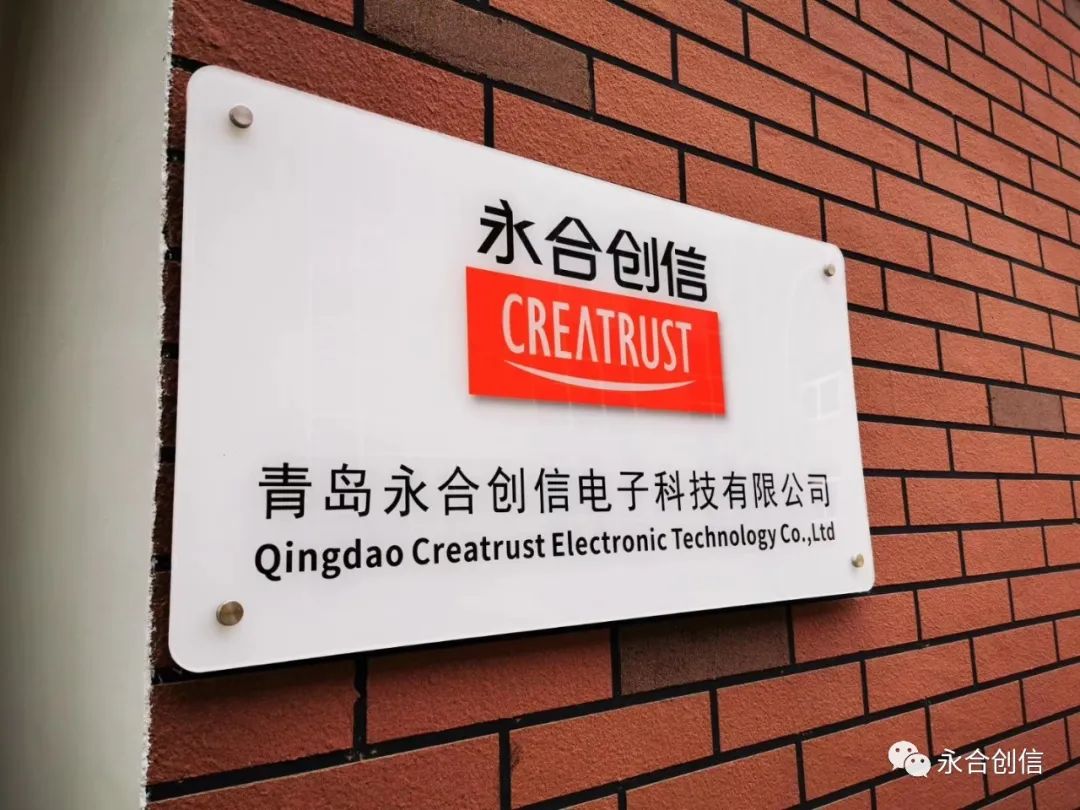 永合创信
CREATRUST
青岛永合创信电子科技有限公司
Qingdao Creatrust Electronic Technology Co.,Ltd
永合创信